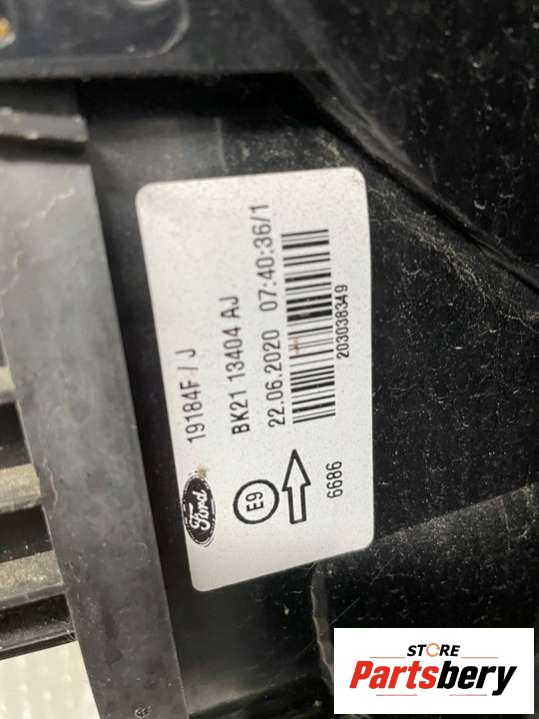 19184F / J
BK21 13404 AJ
22.06.2020 07:40:36/1
203038349
Ford
E9
6686
STORE
Partsbery